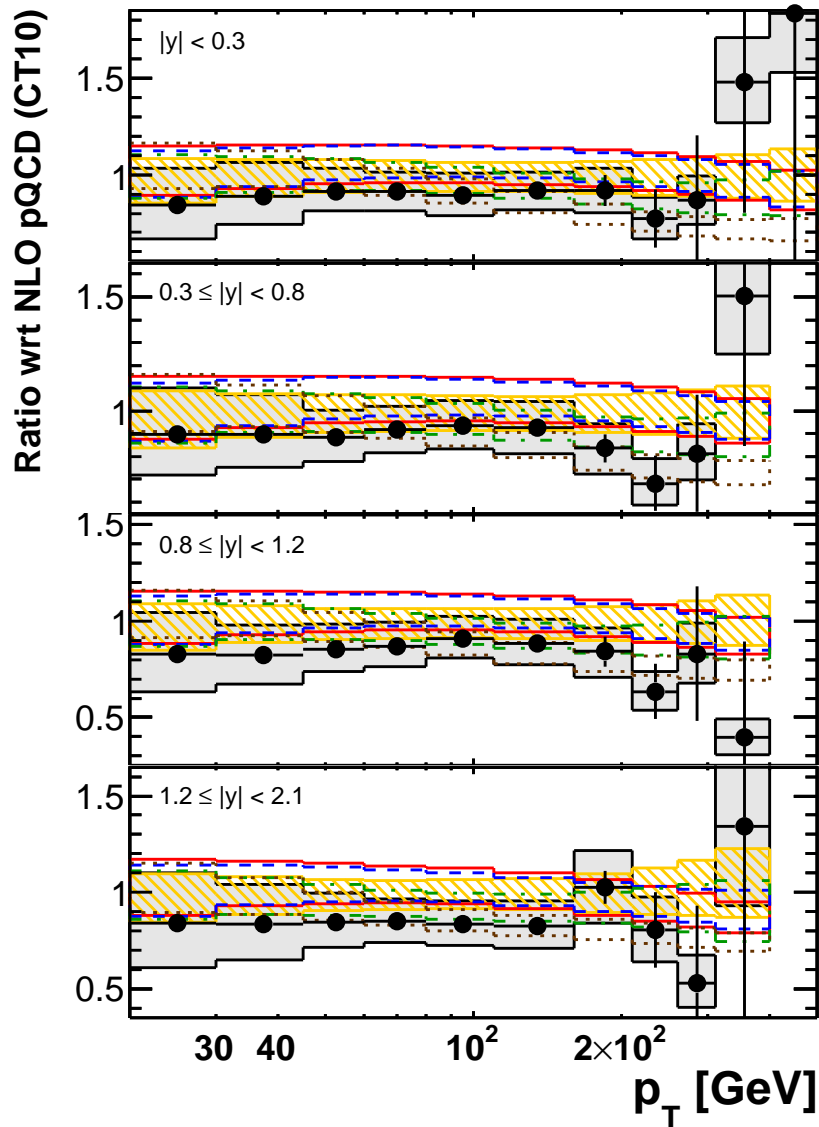 Ratio wrt NLO pQCD (CT10)
|y| < 0.3
1.5
1
0.3 ≤ |y| < 0.8
1.5
1
0.8 ≤ |y| < 1.2
1.5
1
0.5
1.2 ≤ |y| < 2.1
1.5
1
0.5
30 40 10² 2×10²
p_T [GeV]